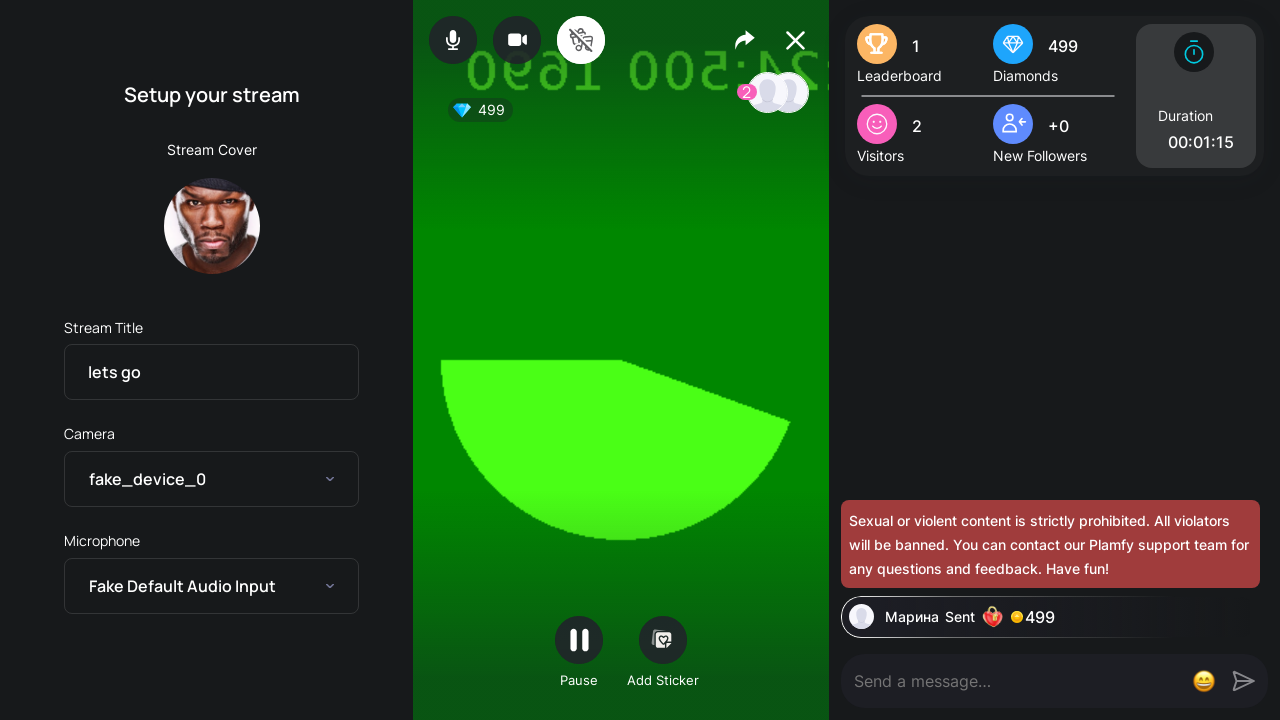 Setup your stream
Stream Cover
Stream Title
lets go
Camera
fake_device_0
Microphone
Fake Default Audio Input
499
2
Pause
Add Sticker
1
Leaderboard
499
Diamonds
2
Visitors
+0
New Followers
Duration
00:01:15
Sexual or violent content is strictly prohibited. All violators
will be banned. You can contact our Plamfy support team for
any questions and feedback. Have fun!
Марина Sent 499
Send a message...